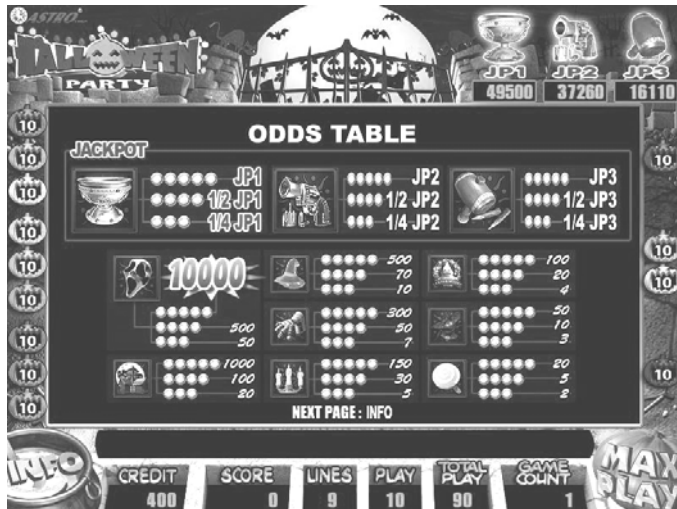 ASTRO
HALLOWEEN
PARTY
JP1 JP2 JP3
49500 37260 16110
ODDS TABLE
JACKPOT
JP1
1/2 JP1
1/4 JP1
JP2
1/2 JP2
1/4 JP2
JP3
1/2 JP3
1/4 JP3
10000
500
50
500
70
10
100
20
4
300
50
7
50
10
3
1000
100
20
150
30
5
20
5
2
NEXT PAGE : INFO
10
10
10
10
10
10
10
10
10
10
10
10
10
INFO
CREDIT SCORE LINES PLAY TOTAL PLAY GAME COUNT
400 0 9 10 90 1
MAX
PLAY